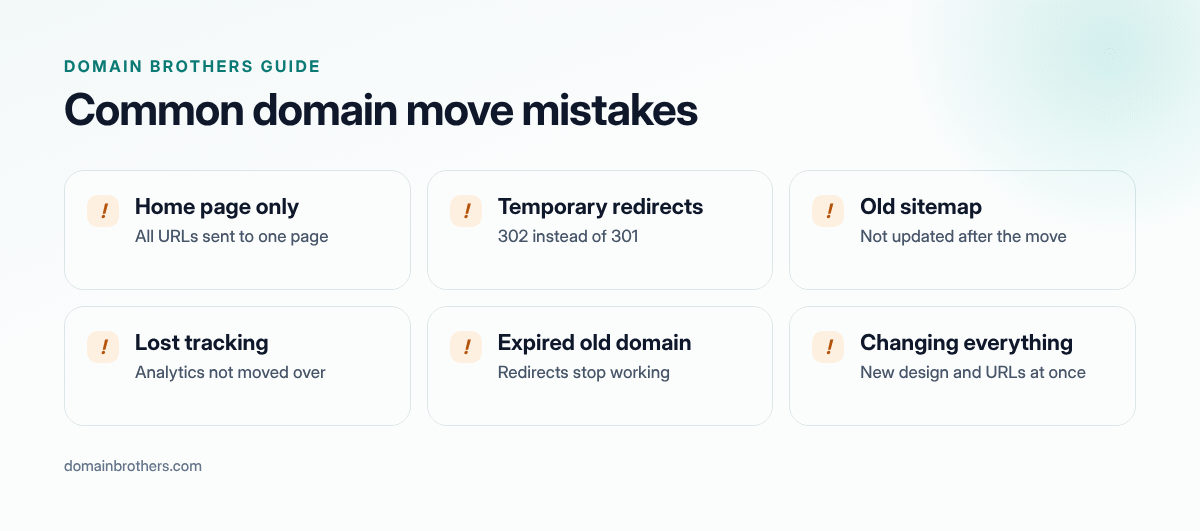 DOMAIN BROTHERS GUIDE
Common domain move mistakes
! Home page only
All URLs sent to one page
! Temporary redirects
302 instead of 301
! Old sitemap
Not updated after the move
! Lost tracking
Analytics not moved over
! Expired old domain
Redirects stop working
! Changing everything
New design and URLs at once
domainbrothers.com